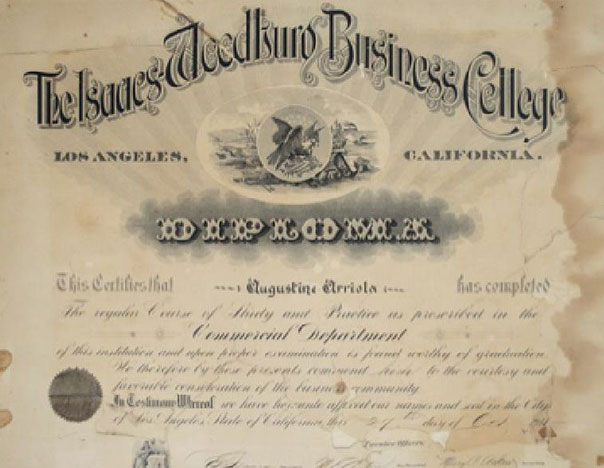 The Isaacs-Woodbury Business College
LOS ANGELES, CALIFORNIA.
DIPLOMA
This Certifies that Augustine Arriola has completed
The regular Course of Study and Practice as prescribed in the
Commercial Department
of this institution and upon proper examination is found worthy of graduation.
We therefore by these presents commend to the courtesy and
favorable consideration of the business community
In Testimony Whereof we have hereunto affixed our names and seal in the City
of Los Angeles, State of California, this day of Oct